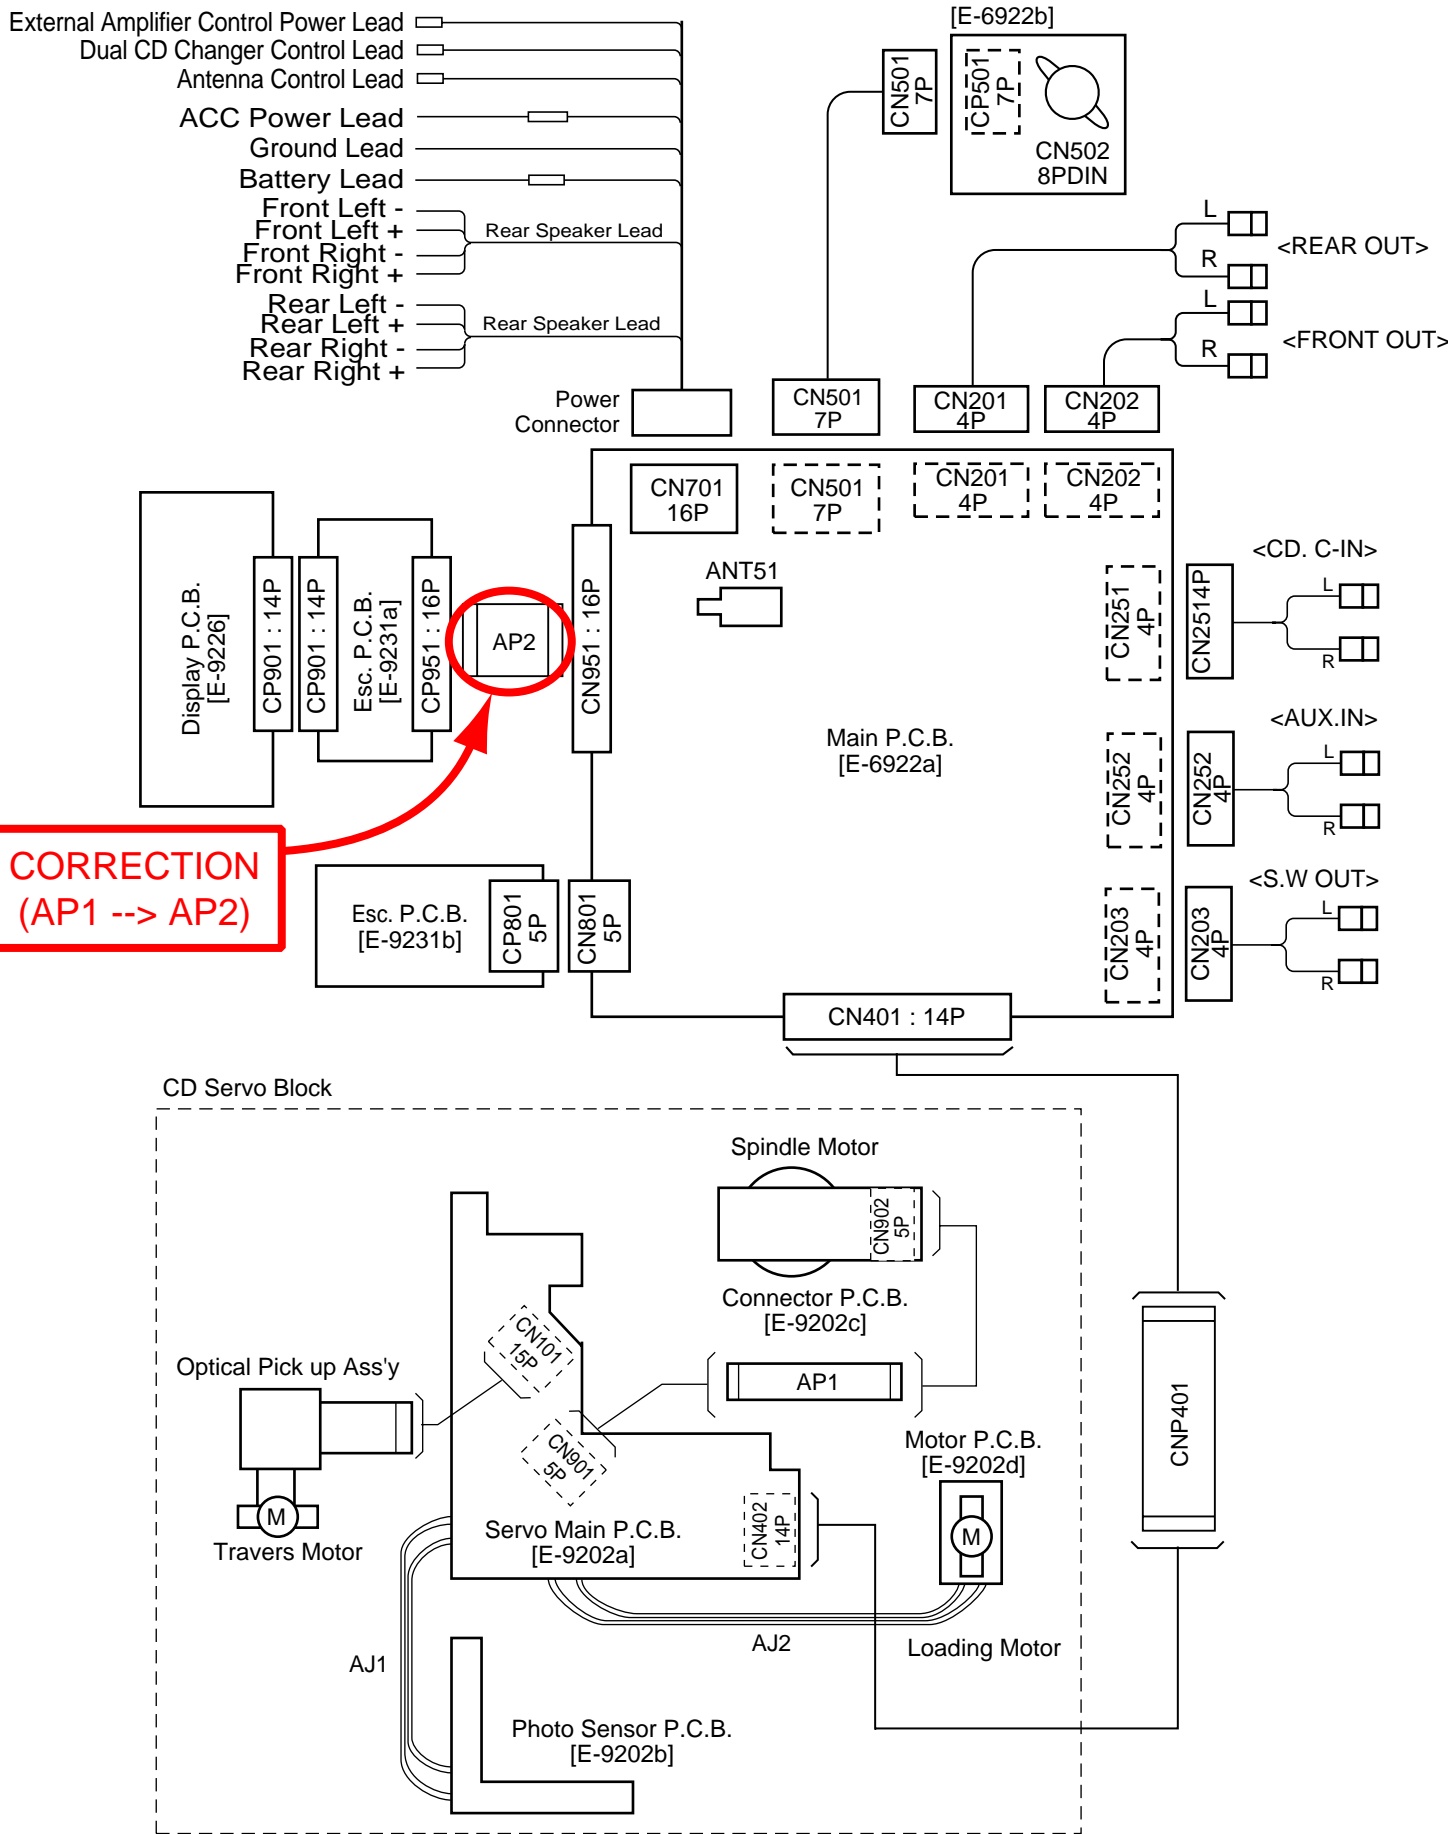 External Amplifier Control Power Lead
Dual CD Changer Control Lead
Antenna Control Lead
ACC Power Lead
Ground Lead
Battery Lead
Front Left -
Front Left +
Front Right -
Front Right +
Rear Speaker Lead
Rear Left -
Rear Left +
Rear Right -
Rear Right +
Rear Speaker Lead
Power
Connector
[E-6922b]
CN501
7P
CP501
7P
CN502
8PDIN
L
R
<REAR OUT>
L
R
<FRONT OUT>
CN501
7P
CN201
4P
CN202
4P
CN701
16P
CN501
7P
CN201
4P
CN202
4P
ANT51
Display P.C.B.
[E-9226]
CP901 : 14P
CP901 : 14P
Esc. P.C.B.
[E-9231a]
CP951 : 16P
AP2
CN951 : 16P
Main P.C.B.
[E-6922a]
CN251
4P
CN2514P
<CD. C-IN>
L
R
CN252
4P
CN252
4P
<AUX.IN>
L
R
CN203
4P
CN203
4P
<S.W OUT>
L
R
CORRECTION
(AP1 --> AP2)
Esc. P.C.B.
[E-9231b]
CP801
5P
CN801
5P
CN401 : 14P
CD Servo Block
Spindle Motor
CN902
5P
Connector P.C.B.
[E-9202c]
CN101
15P
Optical Pick up Ass'y
AP1
CNP401
CN901
5P
Motor P.C.B.
[E-9202d]
M
Travers Motor
Servo Main P.C.B.
[E-9202a]
CN402
14P
M
AJ2
Loading Motor
AJ1
Photo Sensor P.C.B.
[E-9202b]